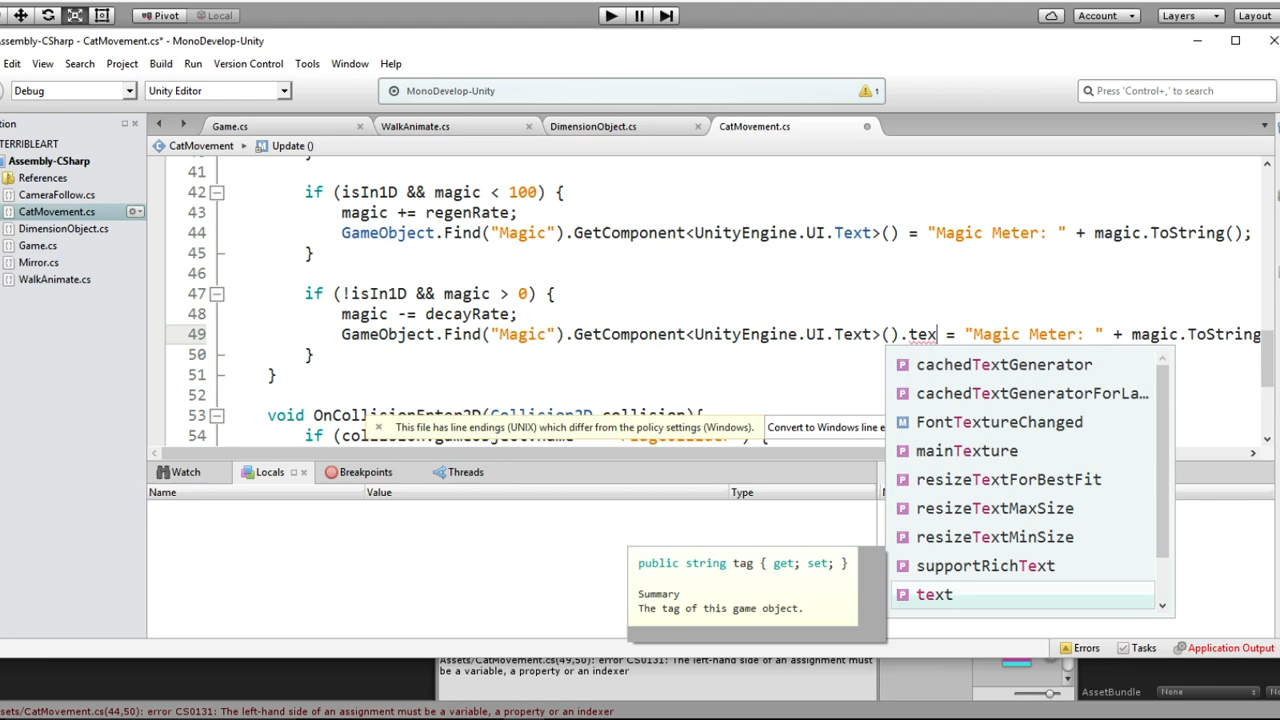 Pivot Local Account Layers Layout
Assembly-CSharp - CatMovement.cs* - MonoDevelop-Unity
Edit View Search Project Build Run Version Control Tools Window Help
Debug Unity Editor MonoDevelop-Unity 1 Press 'Control+,' to search
Game.cs WalkAnimate.cs DimensionObject.cs CatMovement.cs
TERRIBLEART
Assembly-CSharp
References
CameraFollow.cs
CatMovement.cs
DimensionObject.cs
Game.cs
Mirror.cs
WalkAnimate.cs
CatMovement Update ()
41
42 if (isIn1D && magic < 100) {
43 magic += regenRate;
44 GameObject.Find("Magic").GetComponent<UnityEngine.UI.Text>() = "Magic Meter: " + magic.ToString();
45 }
46
47 if (!isIn1D && magic > 0) {
48 magic -= decayRate;
49 GameObject.Find("Magic").GetComponent<UnityEngine.UI.Text>().tex = "Magic Meter: " + magic.ToString
50 }
51 }
52
53 void OnCollisionEnter2D(Collision2D collision){
54 if (collision.gameObject.name
cachedTextGenerator
cachedTextGeneratorForLa...
FontTextureChanged
mainTexture
resizeTextForBestFit
resizeTextMaxSize
resizeTextMinSize
supportRichText
text
This file has line endings (UNIX) which differ from the policy settings (Windows). Convert to Windows line e
Watch Locals Breakpoints Threads
Name Value Type
public string tag { get; set; }
Summary
The tag of this game object.
Errors Tasks Application Output
Assets/CatMovement.cs(49,50): error CS0131: The left-hand side of an assignment must
be a variable, a property or an indexer
AssetBundle None
sets/CatMovement.cs(44,50): error CS0131: The left-hand side of an assignment must be a variable, a property or an indexer